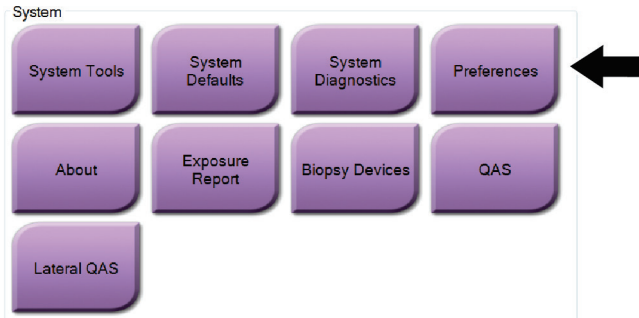 System
System Tools
System
Defaults
System
Diagnostics
Preferences
About
Exposure
Report
Biopsy Devices
QAS
Lateral QAS